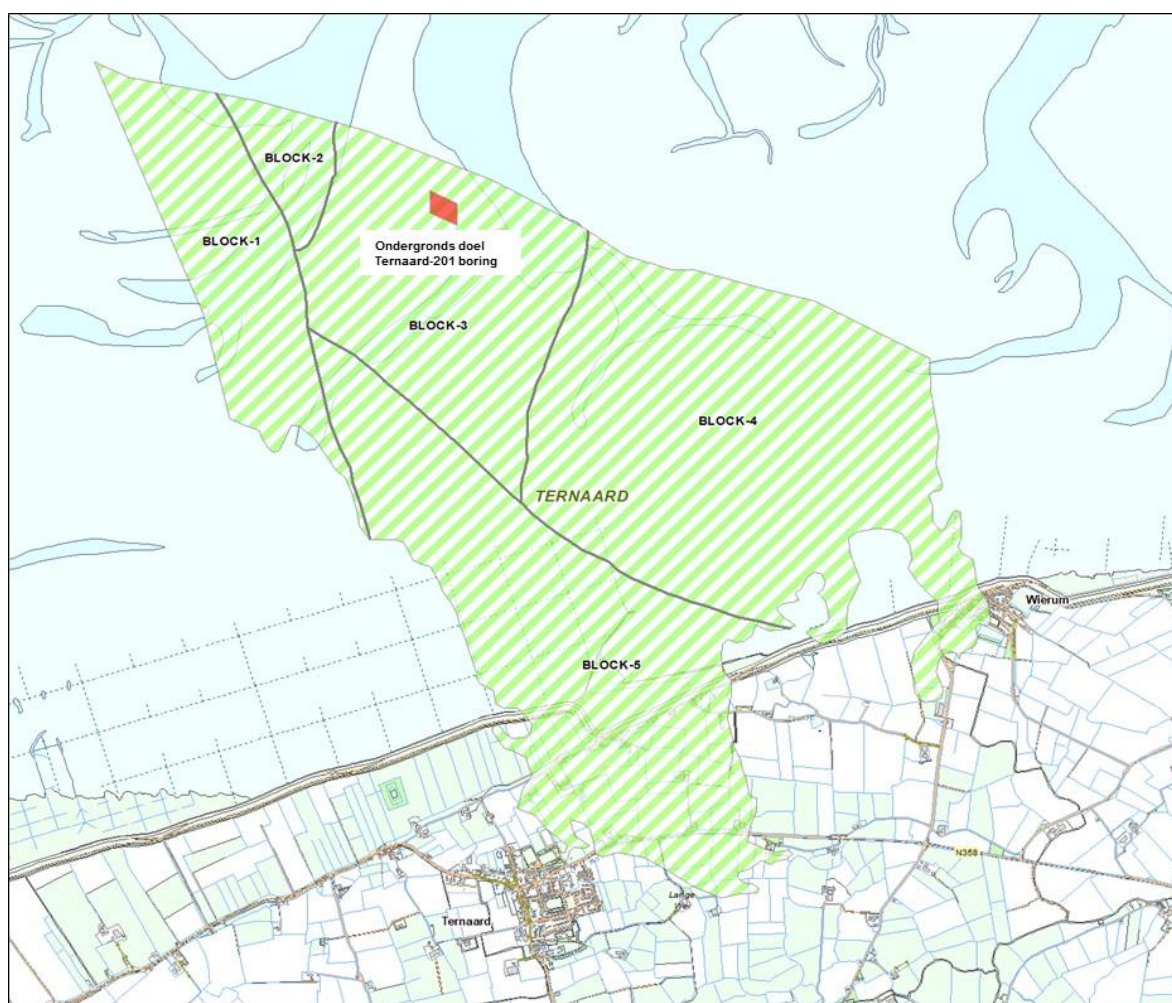 BLOCK-2
BLOCK-1
Ondergronds doel
Ternaard-201 boring
BLOCK-3
BLOCK-4
TERNAARD
Wierum
BLOCK-5
N358
Lange
Wei
Ternaard